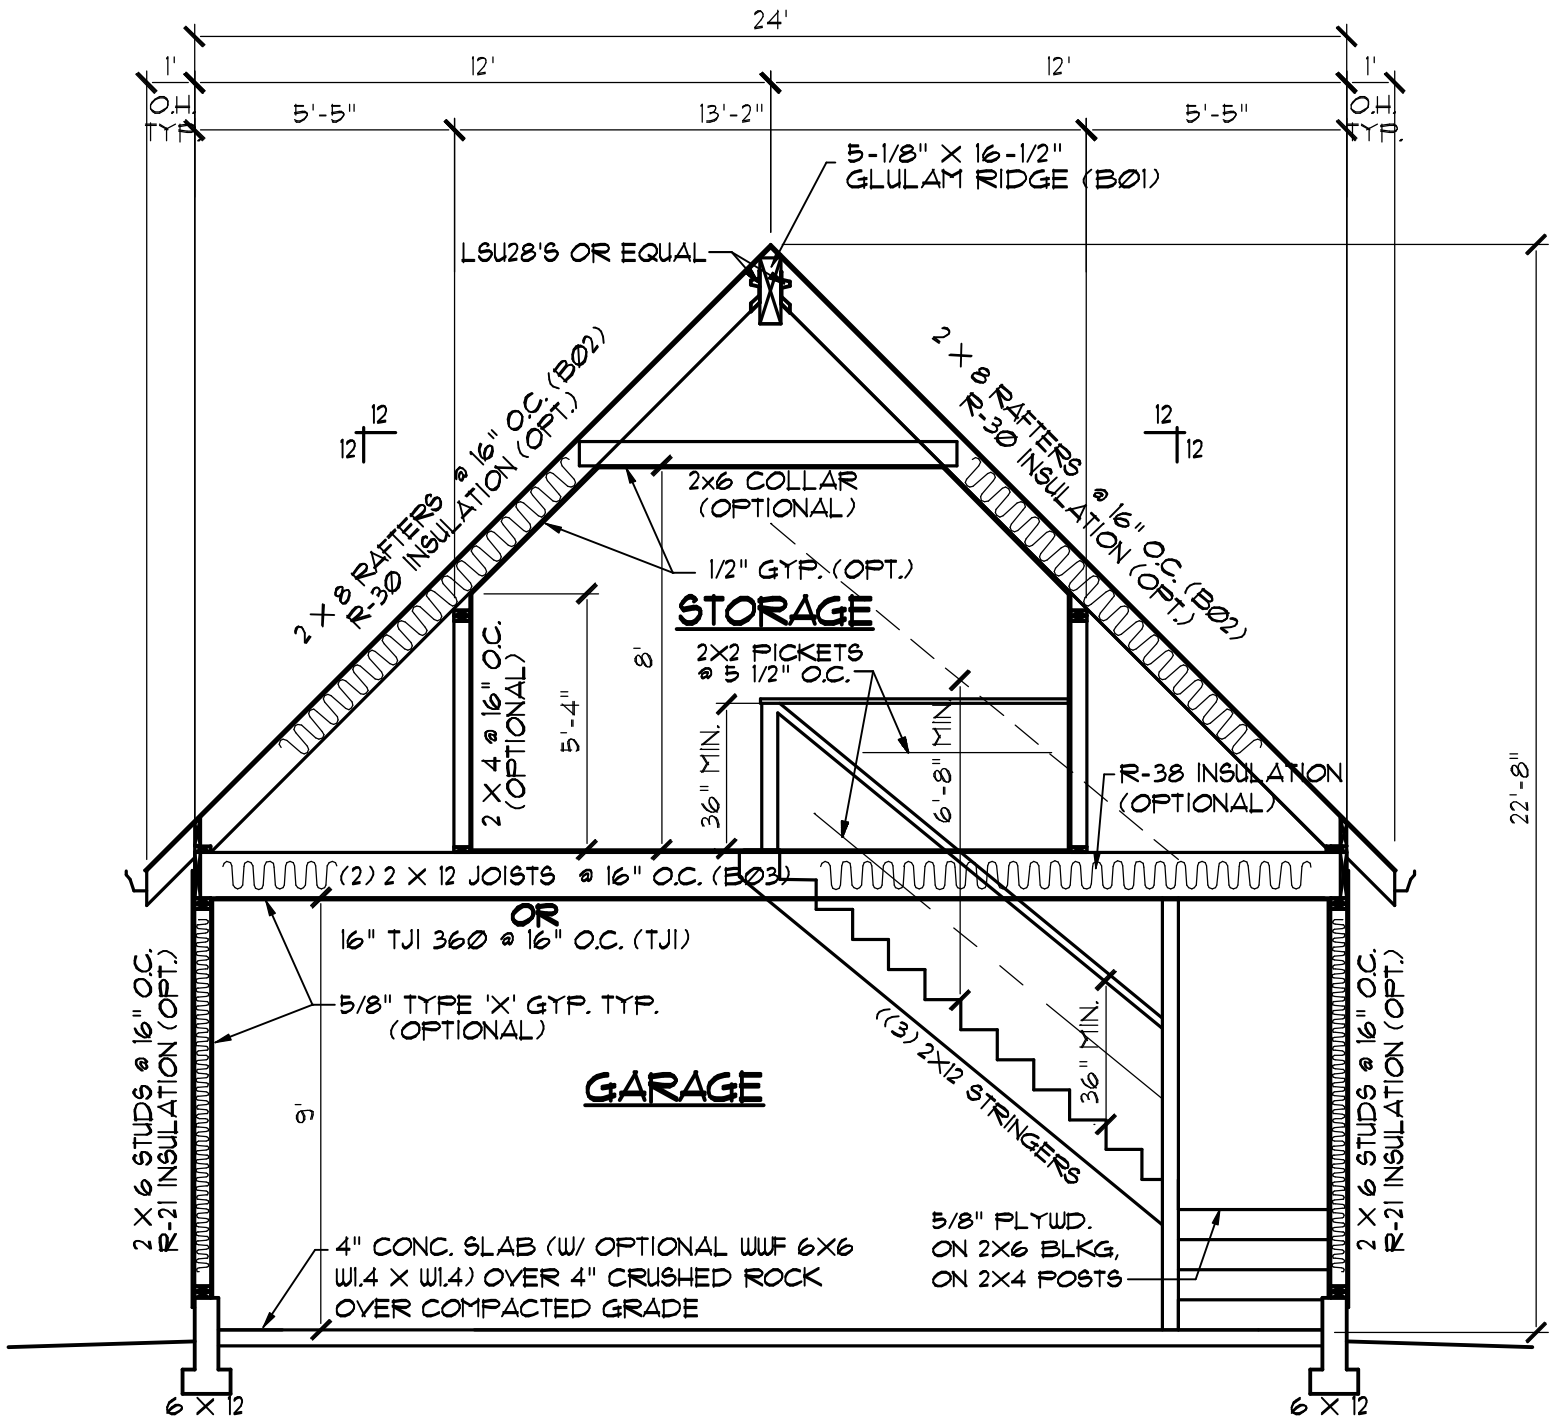 24'
1'
12'
12'
1'
O.H.
TYP.
5'-5"
13'-2"
5'-5"
O.H.
TYP.
5-1/8" X 16-1/2"
GLULAM RIDGE (BØ1)
LSU28'S OR EQUAL
2 X 8 RAFTERS @ 16" O.C. (BØ2)
R-3Ø INSULATION (OPT.)
2 X 8 RAFTERS @ 16" O.C. (BØ2)
R-3Ø INSULATION (OPT.)
12
12
12
12
2x6 COLLAR
(OPTIONAL)
1/2" GYP. (OPT.)
STORAGE
2X2 PICKETS
@ 5 1/2" O.C.
2 X 4 @ 16" O.C.
(OPTIONAL)
5'-4"
8'
36" MIN.
6'-8" MIN.
R-38 INSULATION
(OPTIONAL)
22'-8"
(2) 2 X 12 JOISTS @ 16" O.C. (BØ3)
OR
16" TJI 36Ø @ 16" O.C. (TJI)
5/8" TYPE 'X' GYP. TYP.
(OPTIONAL)
2 X 6 STUDS @ 16" O.C.
R-21 INSULATION (OPT.)
9'
GARAGE
((3) 2X12 STRINGERS
36" MIN.
2 X 6 STUDS @ 16" O.C.
R-21 INSULATION (OPT.)
4" CONC. SLAB (W/ OPTIONAL WWF 6X6
W1.4 X W1.4) OVER 4" CRUSHED ROCK
OVER COMPACTED GRADE
5/8" PLYWD.
ON 2X6 BLKG,
ON 2X4 POSTS
6 X 12
6 X 12